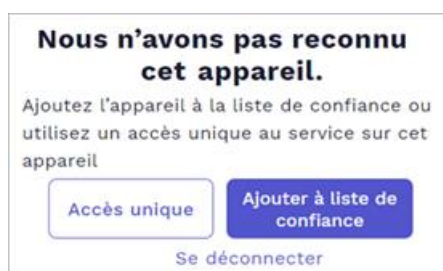 Nous n’avons pas reconnu
cet appareil.
Ajoutez l’appareil à la liste de confiance ou
utilisez un accès unique au service sur cet
appareil
Accès unique
Ajouter à liste de
confiance
Se déconnecter